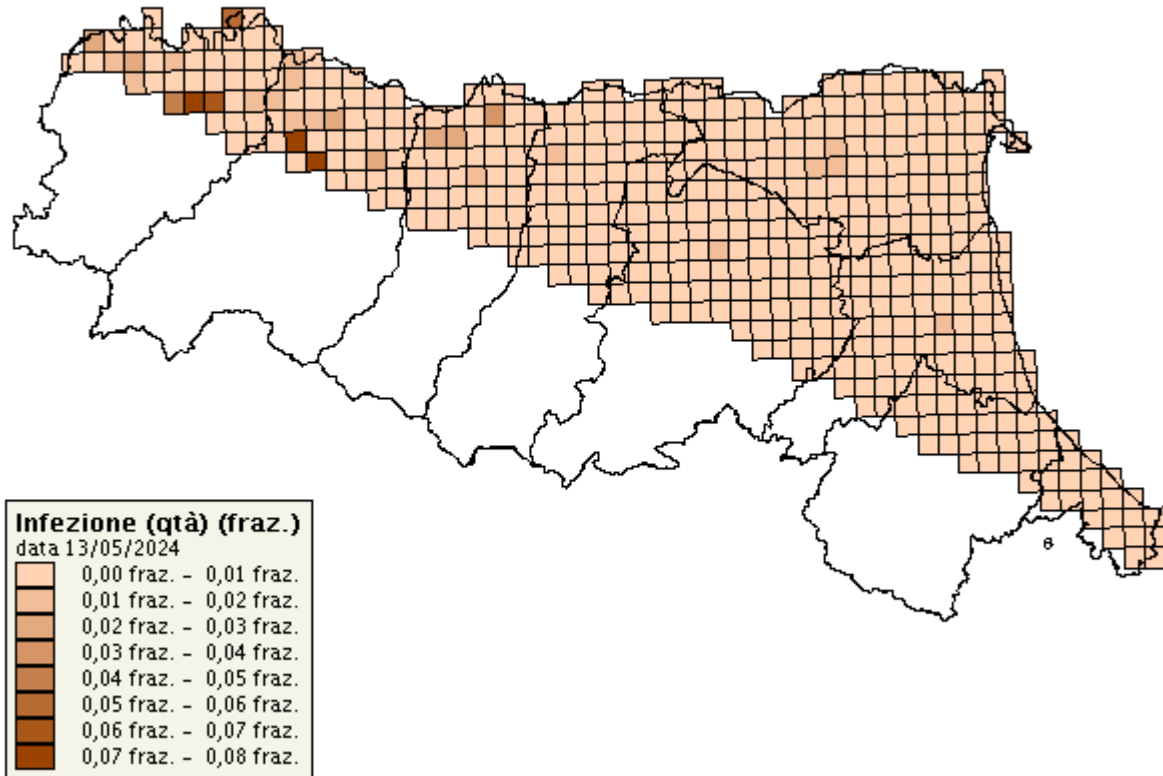 Infezione (qtà) (fraz.)
data 13/05/2024
0,00 fraz. - 0,01 fraz.
0,01 fraz. - 0,02 fraz.
0,02 fraz. - 0,03 fraz.
0,03 fraz. - 0,04 fraz.
0,04 fraz. - 0,05 fraz.
0,05 fraz. - 0,06 fraz.
0,06 fraz. - 0,07 fraz.
0,07 fraz. - 0,08 fraz.